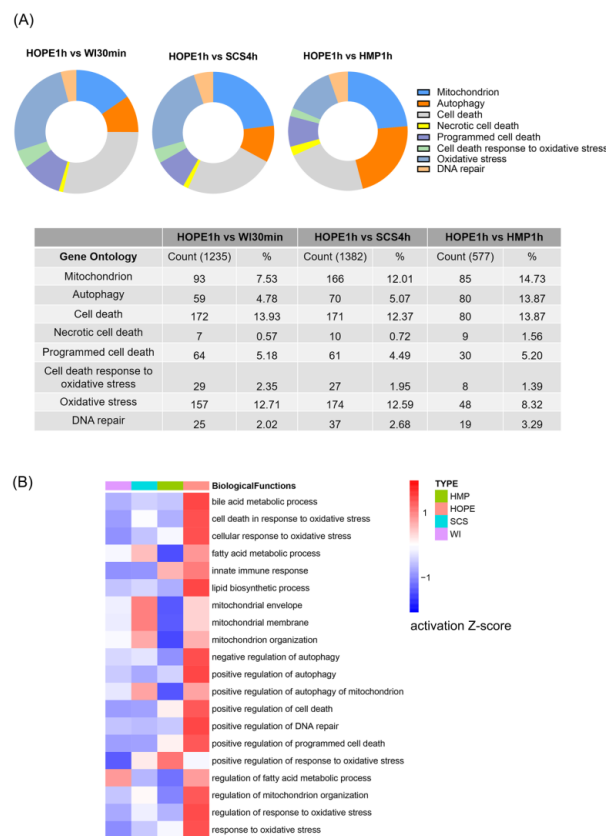 (A)
HOPE1h vs WI30min HOPE1h vs SCS4h HOPE1h vs HMP1h
Mitochondrion
Autophagy
Cell death
Necrotic cell death
Programmed cell death
Cell death response to oxidative stress
Oxidative stress
DNA repair
HOPE1h vs WI30min HOPE1h vs SCS4h HOPE1h vs HMP1h
Gene Ontology Count (1235) % Count (1382) % Count (577) %
Mitochondrion 93 7.53 166 12.01 85 14.73
Autophagy 59 4.78 70 5.07 80 13.87
Cell death 172 13.93 171 12.37 80 13.87
Necrotic cell death 7 0.57 10 0.72 9 1.56
Programmed cell death 64 5.18 61 4.49 30 5.20
Cell death response to
oxidative stress 29 2.35 27 1.95 8 1.39
Oxidative stress 157 12.71 174 12.59 48 8.32
DNA repair 25 2.02 37 2.68 19 3.29
(B)
BiologicalFunctions
bile acid metabolic process
cell death in response to oxidative stress
cellular response to oxidative stress
fatty acid metabolic process
innate immune response
lipid biosynthetic process
mitochondrial envelope
mitochondrial membrane
mitochondrion organization
negative regulation of autophagy
positive regulation of autophagy
positive regulation of autophagy of mitochondrion
positive regulation of cell death
positive regulation of DNA repair
positive regulation of programmed cell death
positive regulation of response to oxidative stress
regulation of fatty acid metabolic process
regulation of mitochondrion organization
regulation of response to oxidative stress
response to oxidative stress
TYPE
HMP
HOPE
SCS
WI
1
−1
activation Z-score